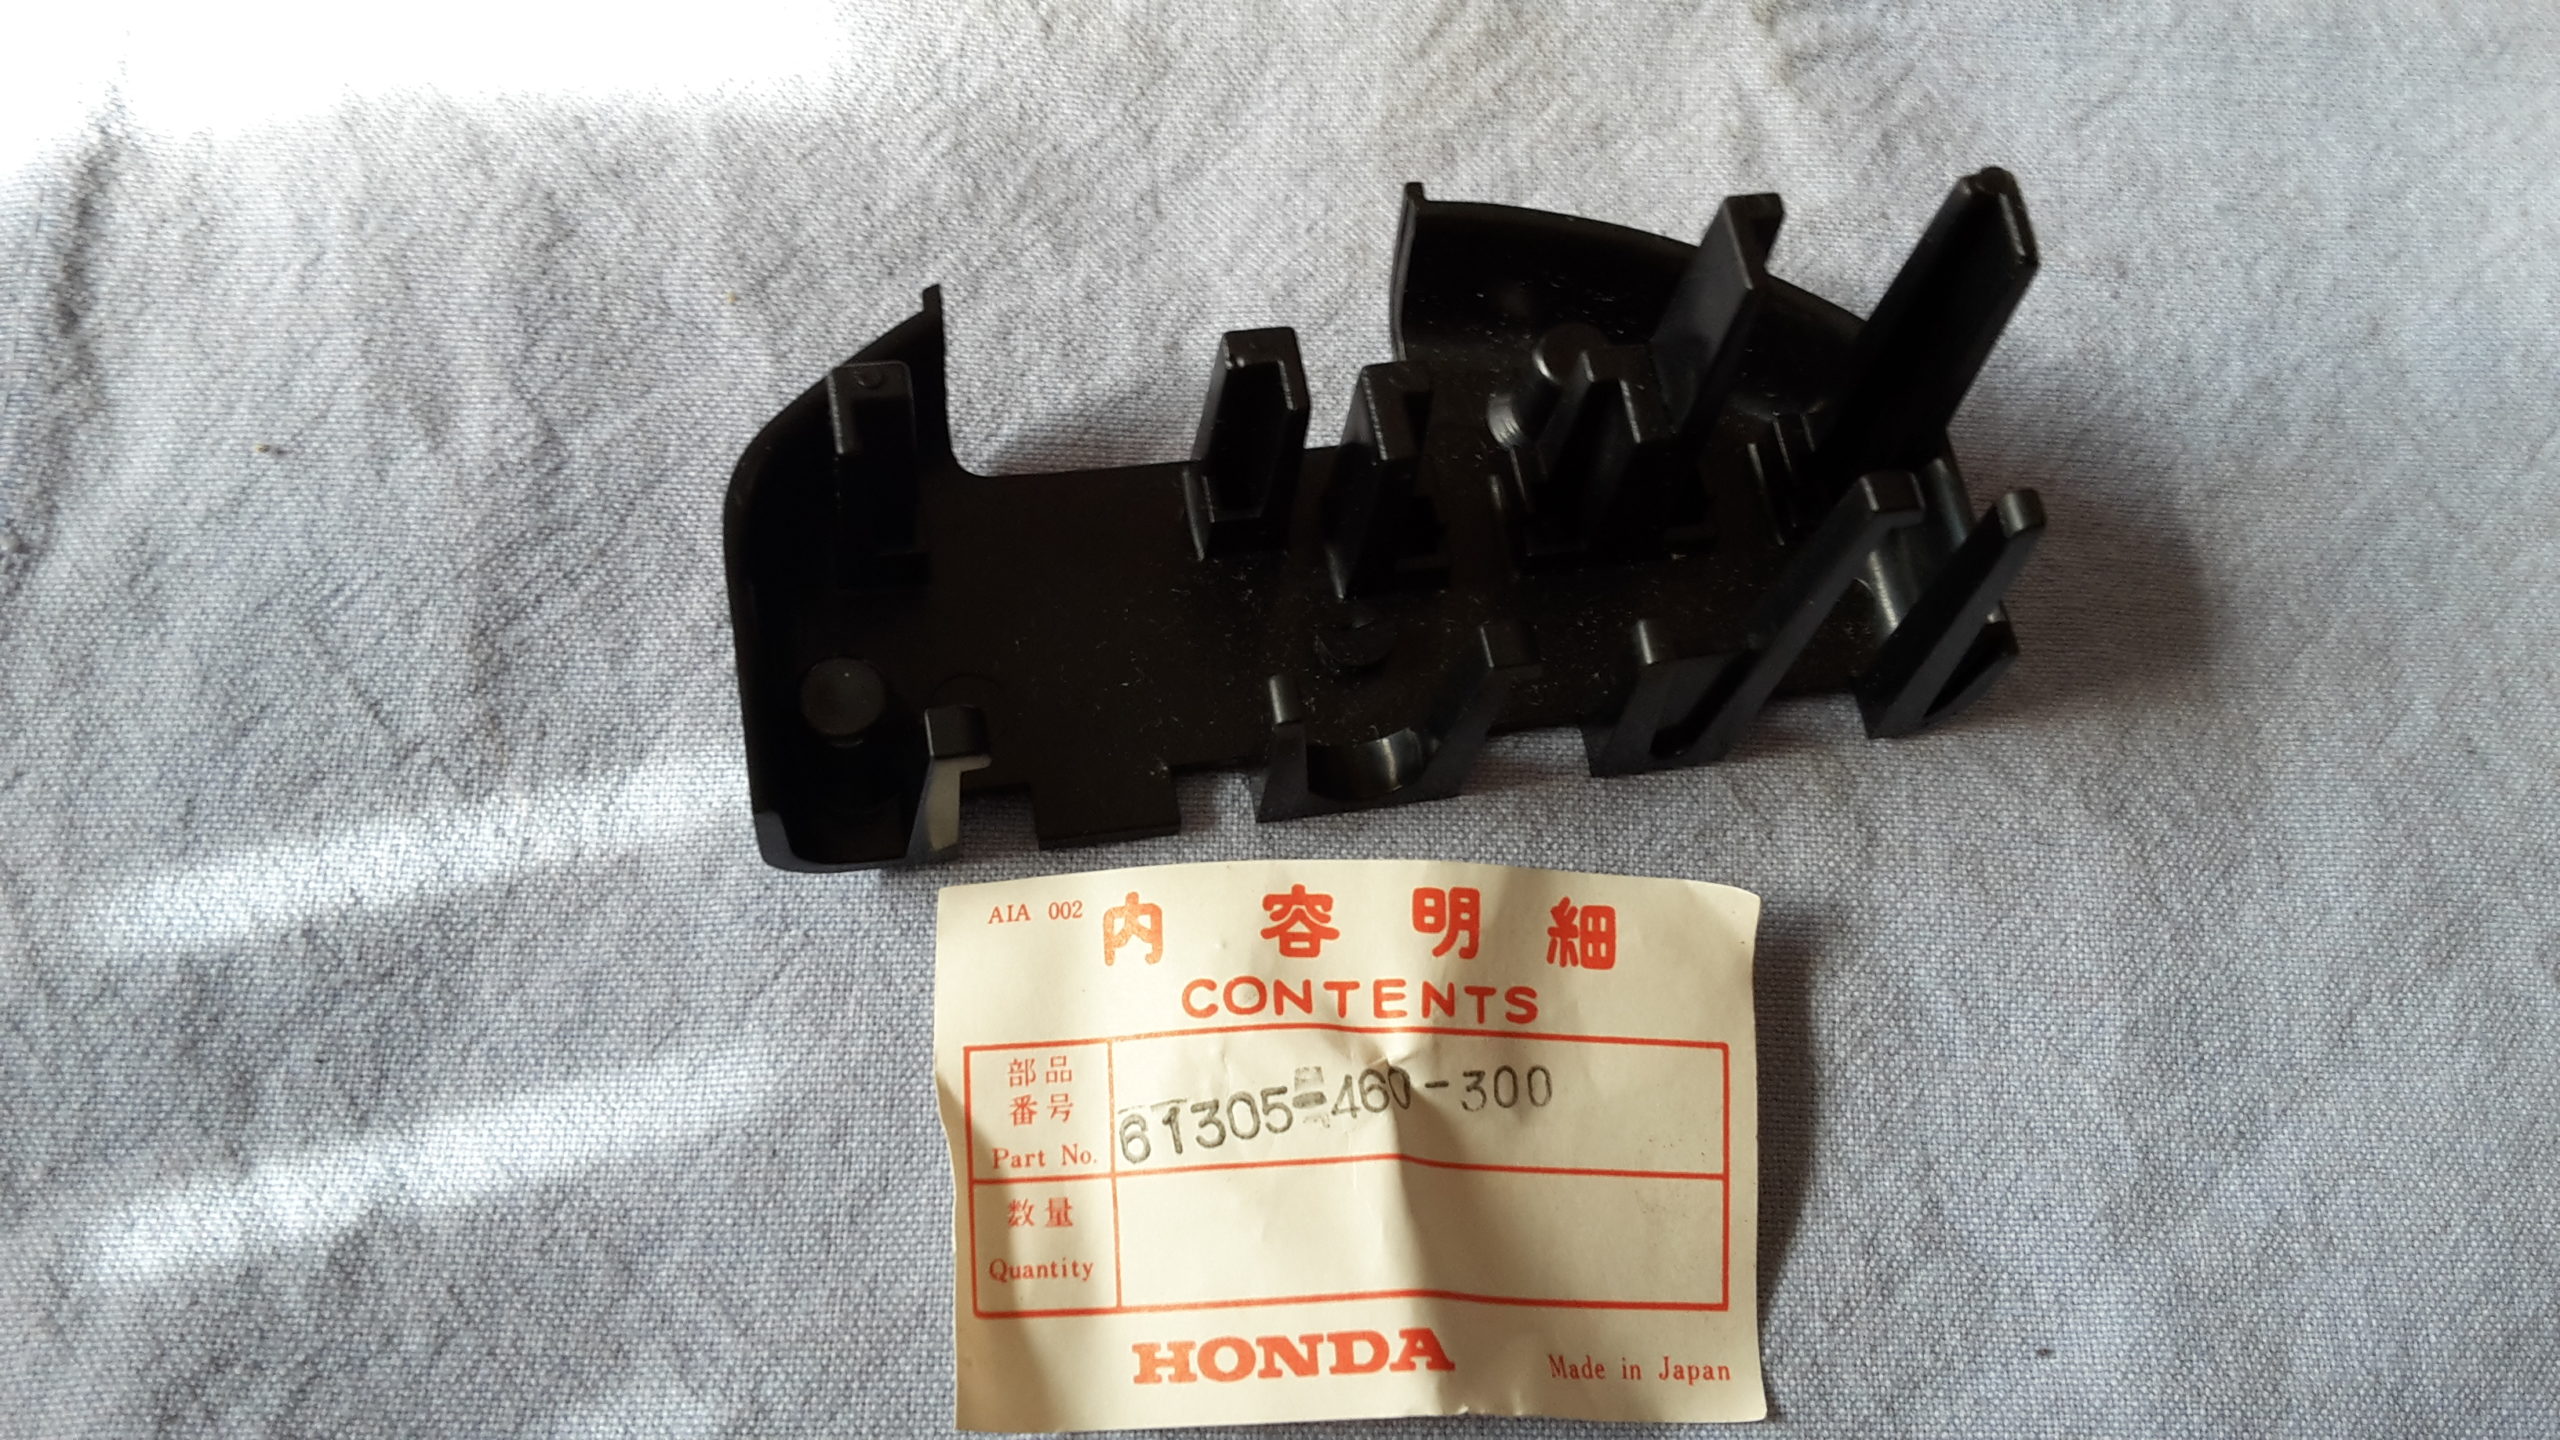 AIA 002 内容明細
CONTENTS
部品
番号
Part No.
61305-460-300
数量
Quantity
HONDA
Made in Japan